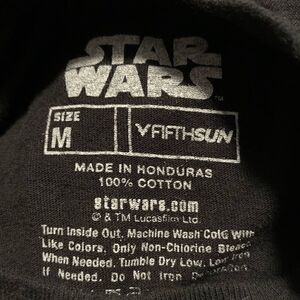 STAR
WARS
SIZE
M
FIFTHSUN
MADE IN HONDURAS
100% COTTON
starwars.com
© & TM Lucasfilm Ltd.
Turn Inside Out. Machine Wash Cold With
Like Colors. Only Non-Chlorine Bleach
When Needed. Tumble Dry Low. Low Iron
If Needed. Do Not Iron Decoration.